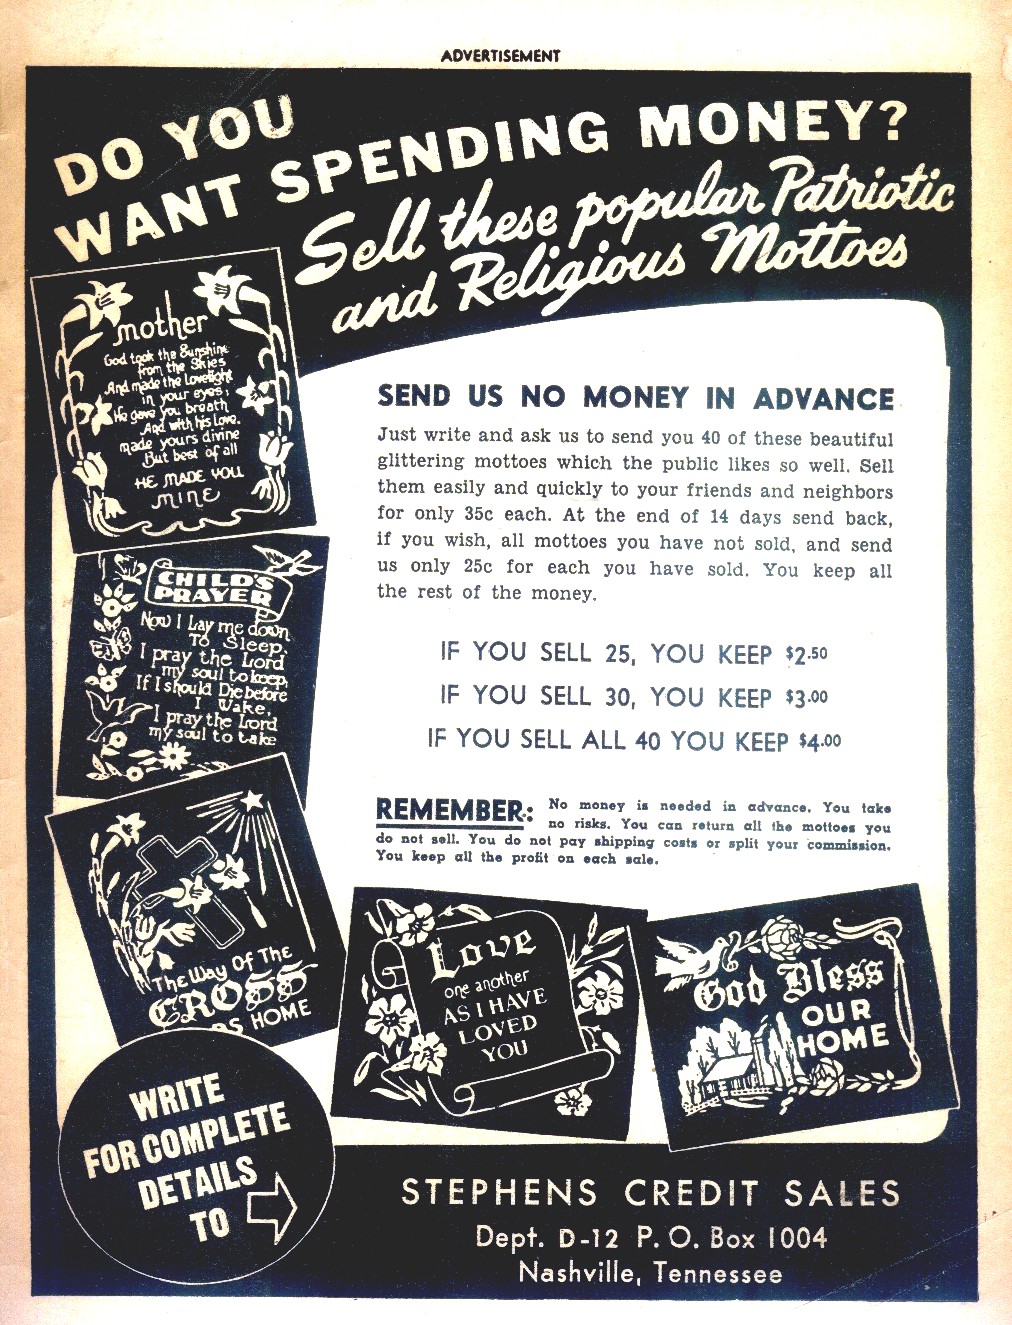 ADVERTISEMENT
DO YOU
WANT SPENDING MONEY?
Sell these popular Patriotic
and Religious Mottoes
mother
God took the Sunshine
from the Skies
And made the Lovelight
in your eyes;
He gave you breath
And with his Love.
made yours divine
But best of all
HE MADE YOU
MINE
CHILD'S
PRAYER
Now I Lay me down
To Sleep,
I pray the Lord
my soul to keep,
If I should Die before
I Wake,
I pray the Lord
my soul to take
The Way Of The
CROSS
HOME
SEND US NO MONEY IN ADVANCE
Just write and ask us to send you 40 of these beautiful
glittering mottoes which the public likes so well. Sell
them easily and quickly to your friends and neighbors
for only 35c each. At the end of 14 days send back,
if you wish, all mottoes you have not sold, and send
us only 25c for each you have sold. You keep all
the rest of the money.
IF YOU SELL 25, YOU KEEP $2.50
IF YOU SELL 30, YOU KEEP $3.00
IF YOU SELL ALL 40 YOU KEEP $4.00
REMEMBER: No money is needed in advance. You take
no risks. You can return all the mottoes you
do not sell. You do not pay shipping costs or split your commission.
You keep all the profit on each sale.
Love
one another
AS I HAVE
LOVED
YOU
God Bless
OUR
HOME
WRITE
FOR COMPLETE
DETAILS
TO
STEPHENS CREDIT SALES
Dept. D-12 P. O. Box 1004
Nashville, Tennessee